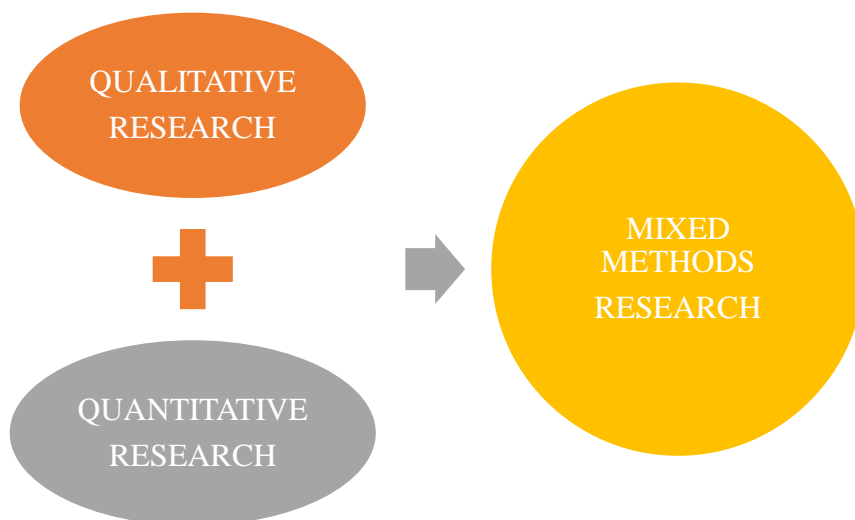 QUALITATIVE
RESEARCH
QUANTITATIVE
RESEARCH
MIXED
METHODS
RESEARCH